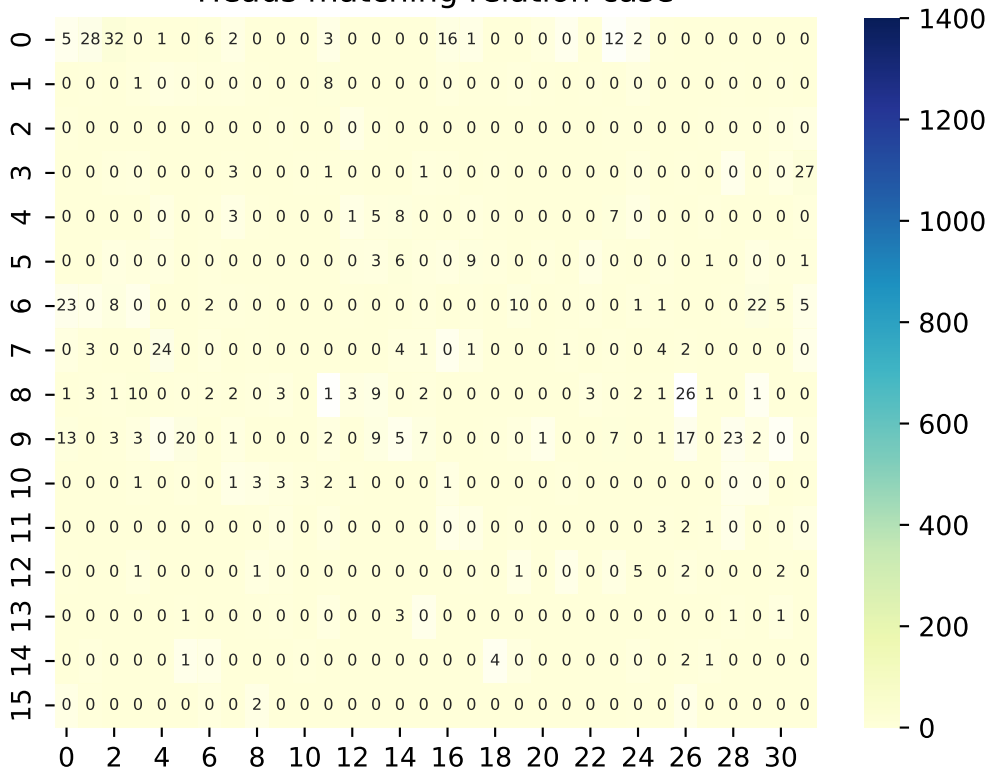 Heads matching relation case
0 5 28 32 0 1 0 6 2 0 0 0 3 0 0 0 0 16 1 0 0 0 0 0 12 2 0 0 0 0 0 0 0
1 0 0 0 1 0 0 0 0 0 0 0 8 0 0 0 0 0 0 0 0 0 0 0 0 0 0 0 0 0 0 0 0
2 0 0 0 0 0 0 0 0 0 0 0 0 0 0 0 0 0 0 0 0 0 0 0 0 0 0 0 0 0 0 0 0
3 0 0 0 0 0 0 0 3 0 0 0 1 0 0 0 1 0 0 0 0 0 0 0 0 0 0 0 0 0 0 0 27
4 0 0 0 0 0 0 0 3 0 0 0 0 1 5 8 0 0 0 0 0 0 0 0 7 0 0 0 0 0 0 0 0
5 0 0 0 0 0 0 0 0 0 0 0 0 0 3 6 0 0 9 0 0 0 0 0 0 0 0 0 1 0 0 0 1
6 23 0 8 0 0 0 2 0 0 0 0 0 0 0 0 0 0 0 0 10 0 0 0 0 1 1 0 0 0 22 5 5
7 0 3 0 0 24 0 0 0 0 0 0 0 0 0 4 1 0 1 0 0 0 1 0 0 0 4 2 0 0 0 0 0
8 1 3 1 10 0 0 2 2 0 3 0 1 3 9 0 2 0 0 0 0 0 0 3 0 2 1 26 1 0 1 0 0
9 13 0 3 3 0 20 0 1 0 0 0 2 0 9 5 7 0 0 0 0 1 0 0 7 0 1 17 0 23 2 0 0
10 0 0 0 1 0 0 0 1 3 3 3 2 1 0 0 0 1 0 0 0 0 0 0 0 0 0 0 0 0 0 0 0
11 0 0 0 0 0 0 0 0 0 0 0 0 0 0 0 0 0 0 0 0 0 0 0 0 0 3 2 1 0 0 0 0
12 0 0 0 1 0 0 0 0 1 0 0 0 0 0 0 0 0 0 0 1 0 0 0 0 5 0 2 0 0 0 2 0
13 0 0 0 0 0 1 0 0 0 0 0 0 0 0 3 0 0 0 0 0 0 0 0 0 0 0 0 0 1 0 1 0
14 0 0 0 0 0 1 0 0 0 0 0 0 0 0 0 0 0 0 4 0 0 0 0 0 0 0 2 1 0 0 0 0
15 0 0 0 0 0 0 0 0 2 0 0 0 0 0 0 0 0 0 0 0 0 0 0 0 0 0 0 0 0 0 0 0
0 2 4 6 8 10 12 14 16 18 20 22 24 26 28 30
1400
1200
1000
800
600
400
200
0